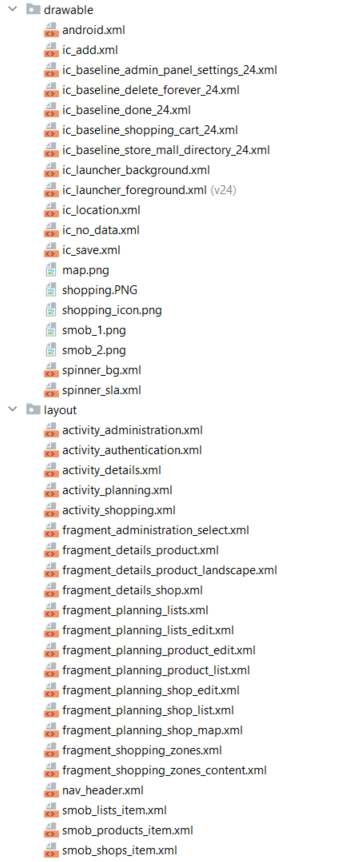 drawable
android.xml
ic_add.xml
ic_baseline_admin_panel_settings_24.xml
ic_baseline_delete_forever_24.xml
ic_baseline_done_24.xml
ic_baseline_shopping_cart_24.xml
ic_baseline_store_mall_directory_24.xml
ic_launcher_background.xml
ic_launcher_foreground.xml (v24)
ic_location.xml
ic_no_data.xml
ic_save.xml
map.png
shopping.PNG
shopping_icon.png
smob_1.png
smob_2.png
spinner_bg.xml
spinner_sla.xml
layout
activity_administration.xml
activity_authentication.xml
activity_details.xml
activity_planning.xml
activity_shopping.xml
fragment_administration_select.xml
fragment_details_product.xml
fragment_details_product_landscape.xml
fragment_details_shop.xml
fragment_planning_lists.xml
fragment_planning_lists_edit.xml
fragment_planning_product_edit.xml
fragment_planning_product_list.xml
fragment_planning_shop_edit.xml
fragment_planning_shop_list.xml
fragment_planning_shop_map.xml
fragment_shopping_zones.xml
fragment_shopping_zones_content.xml
nav_header.xml
smob_lists_item.xml
smob_products_item.xml
smob_shops_item.xml